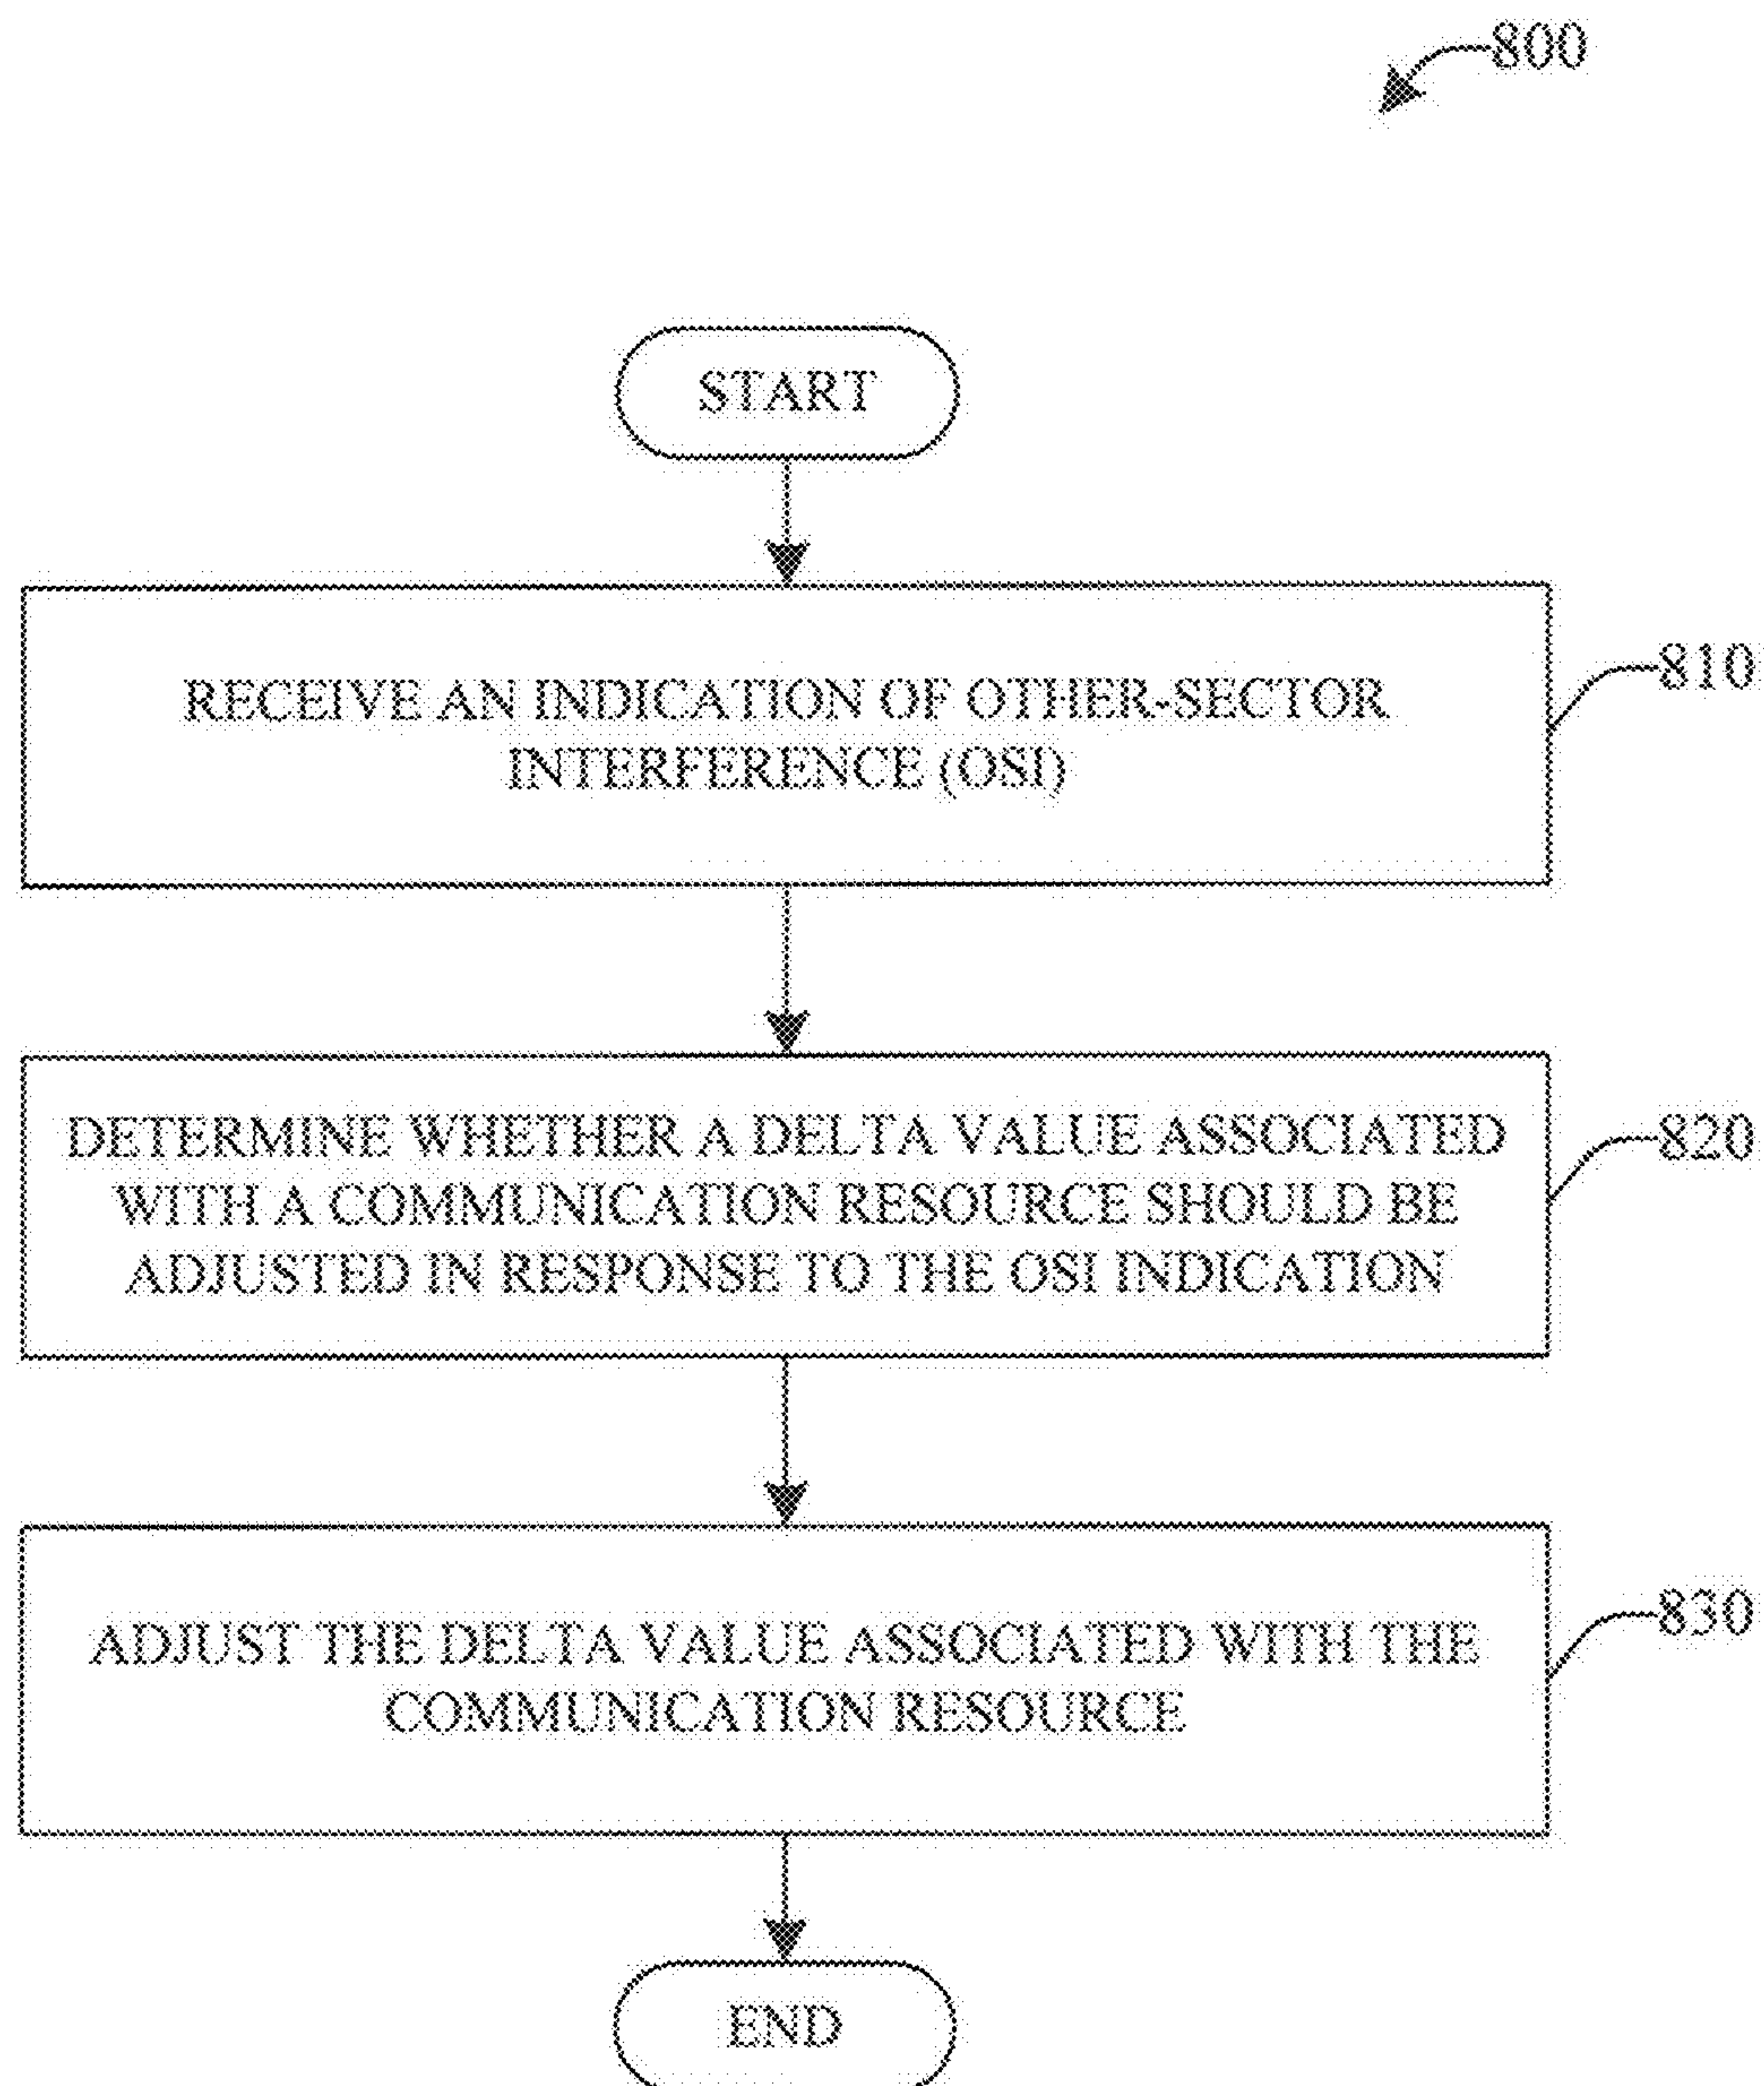 800
START
RECEIVE AN INDICATION OF OTHER-SECTOR
INTERFERENCE (OSI)
810
DETERMINE WHETHER A DELTA VALUE ASSOCIATED
WITH A COMMUNICATION RESOURCE SHOULD BE
ADJUSTED IN RESPONSE TO THE OSI INDICATION
820
ADJUST THE DELTA VALUE ASSOCIATED WITH THE
COMMUNICATION RESOURCE
830
END